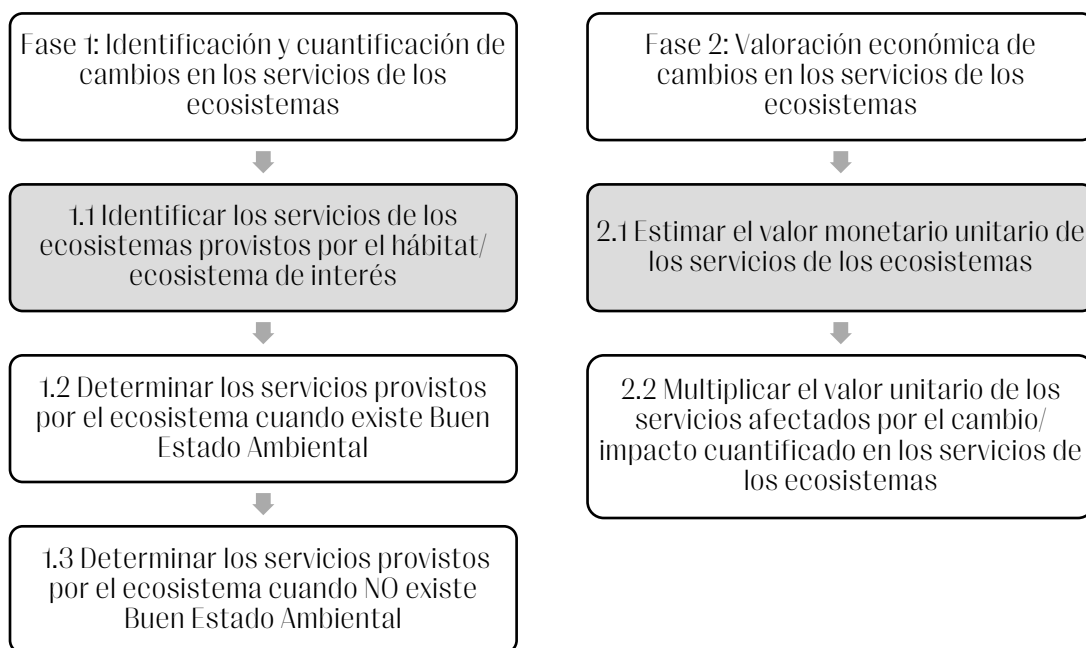 Fase 1: Identificación y cuantificación de
cambios en los servicios de los
ecosistemas
1.1 Identificar los servicios de los
ecosistemas provistos por el hábitat/
ecosistema de interés
1.2 Determinar los servicios provistos
por el ecosistema cuando existe Buen
Estado Ambiental
1.3 Determinar los servicios provistos
por el ecosistema cuando NO existe
Buen Estado Ambiental
Fase 2: Valoración económica de
cambios en los servicios de los
ecosistemas
2.1 Estimar el valor monetario unitario de
los servicios de los ecosistemas
2.2 Multiplicar el valor unitario de los
servicios afectados por el cambio/
impacto cuantificado en los servicios de
los ecosistemas